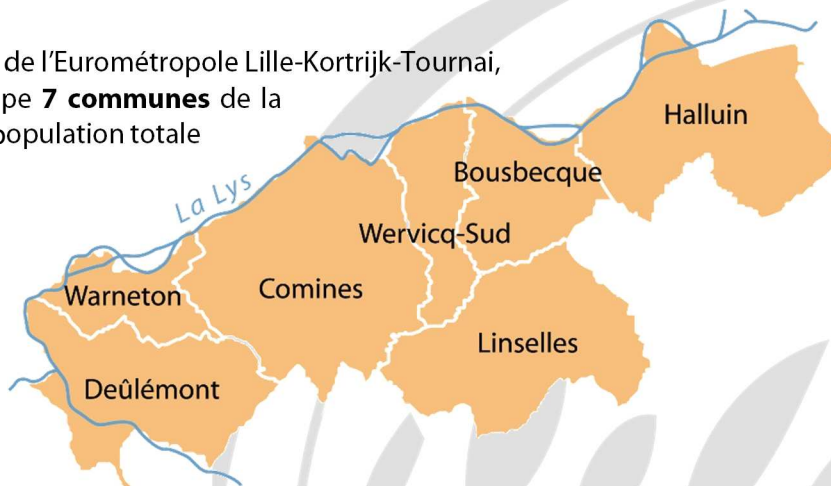 de l'Eurométropole Lille-Kortrijk-Tournai,
pe 7 communes de la
population totale
Halluin
Bousbecque
La Lys
Wervicq-Sud
Warneton
Comines
Linselles
Deûlémont